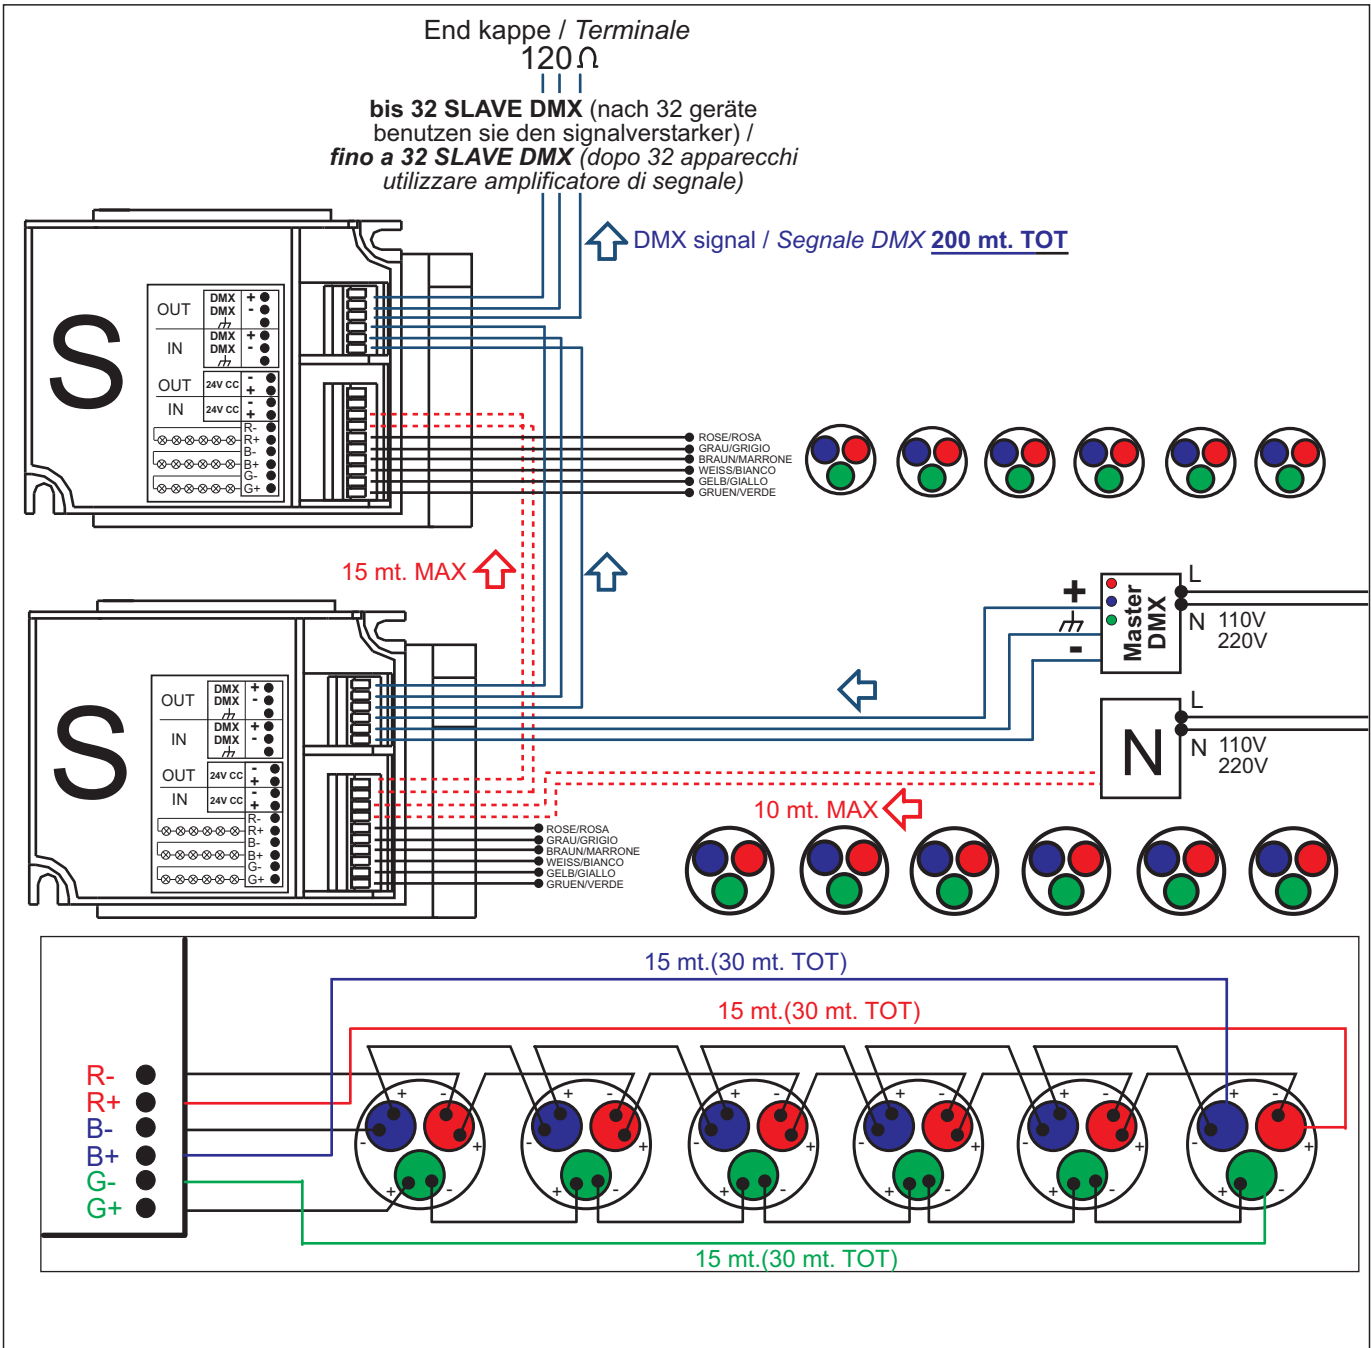 End kappe / Terminale
120 Ω
bis 32 SLAVE DMX (nach 32 geräte
benutzen sie den signalverstarker) /
fino a 32 SLAVE DMX (dopo 32 apparecchi
utilizzare amplificatore di segnale)
DMX signal / Segnale DMX 200 mt. TOT
S
OUT
DMX +
DMX -
IN
DMX +
DMX -
OUT 24V CC -
+
IN 24V CC -
+
R-
R+
B-
B+
G-
G+
ROSE/ROSA
GRAU/GRIGIO
BRAUN/MARRONE
WEISS/BIANCO
GELB/GIALLO
GRUEN/VERDE
15 mt. MAX
+
-
Master
DMX
L
N 110V
220V
S
OUT
DMX +
DMX -
IN
DMX +
DMX -
OUT 24V CC -
+
IN 24V CC -
+
R-
R+
B-
B+
G-
G+
N
L
N 110V
220V
10 mt. MAX
ROSE/ROSA
GRAU/GRIGIO
BRAUN/MARRONE
WEISS/BIANCO
GELB/GIALLO
GRUEN/VERDE
15 mt.(30 mt. TOT)
15 mt.(30 mt. TOT)
R-
R+
B-
B+
G-
G+
+ - + - + - + - + - + -
- + - + - + - + - + - +
+ - + - + - + - + - + -
15 mt.(30 mt. TOT)